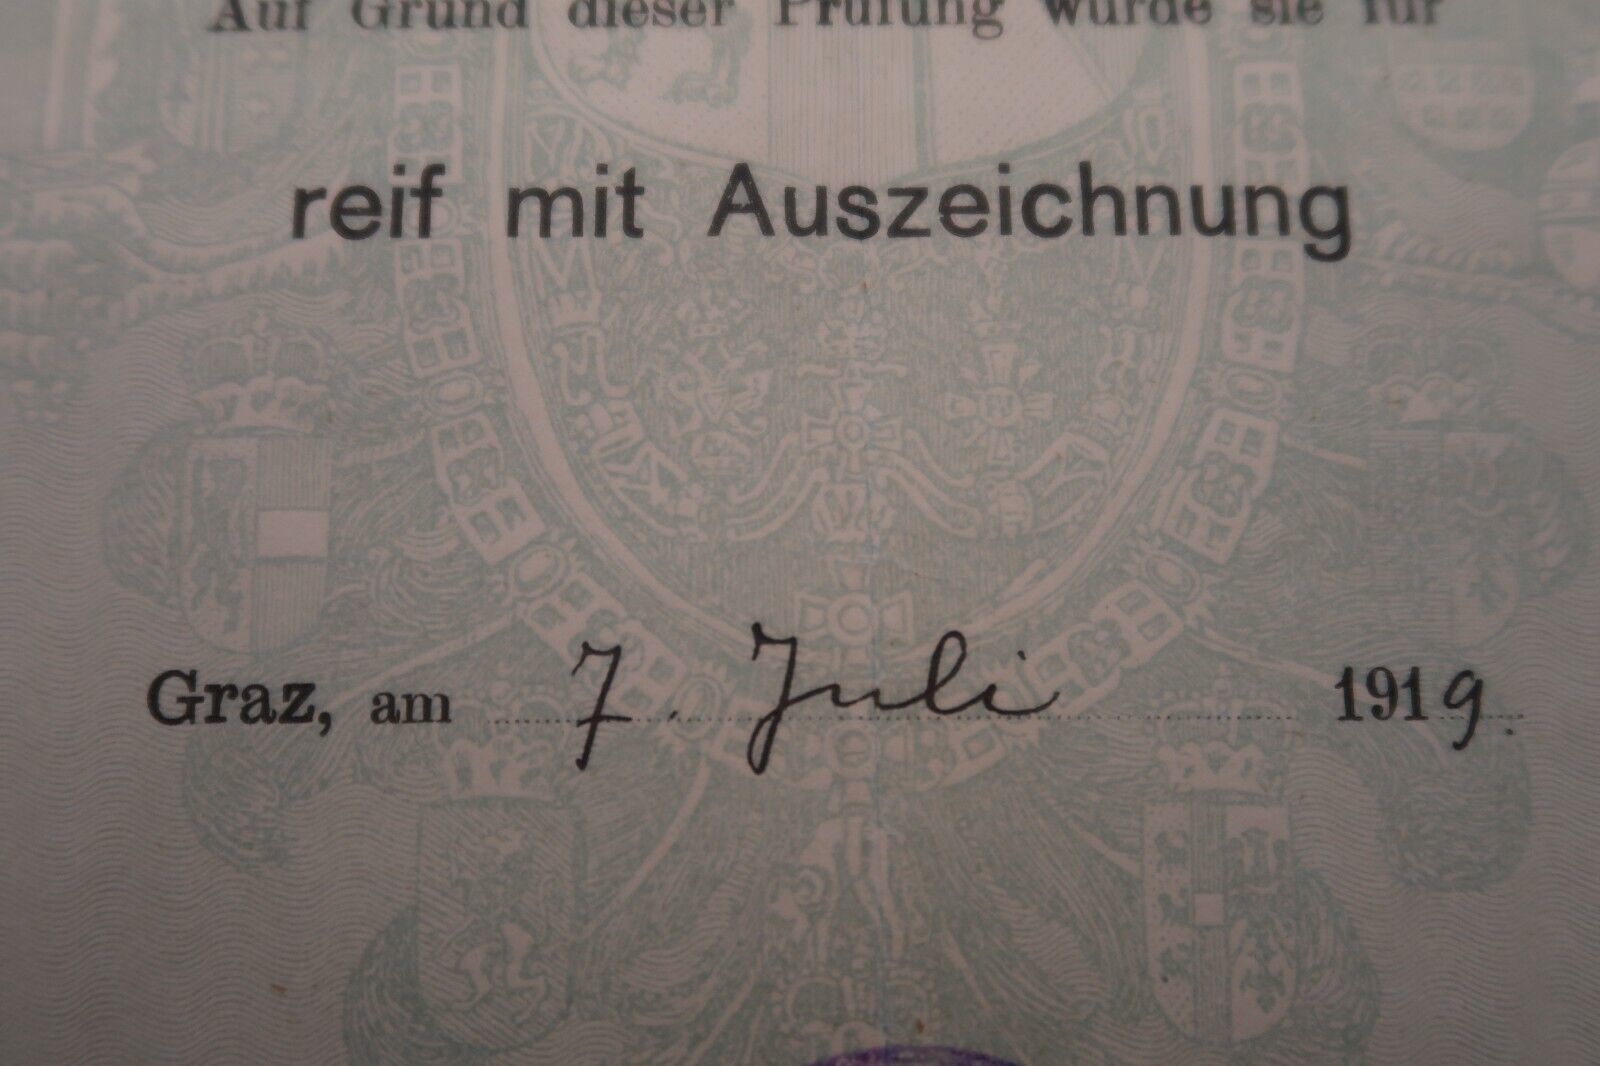 Auf Grund dieser Prüfung wurde sie für
reif mit Auszeichnung
Graz, am 7. Juli 1919.